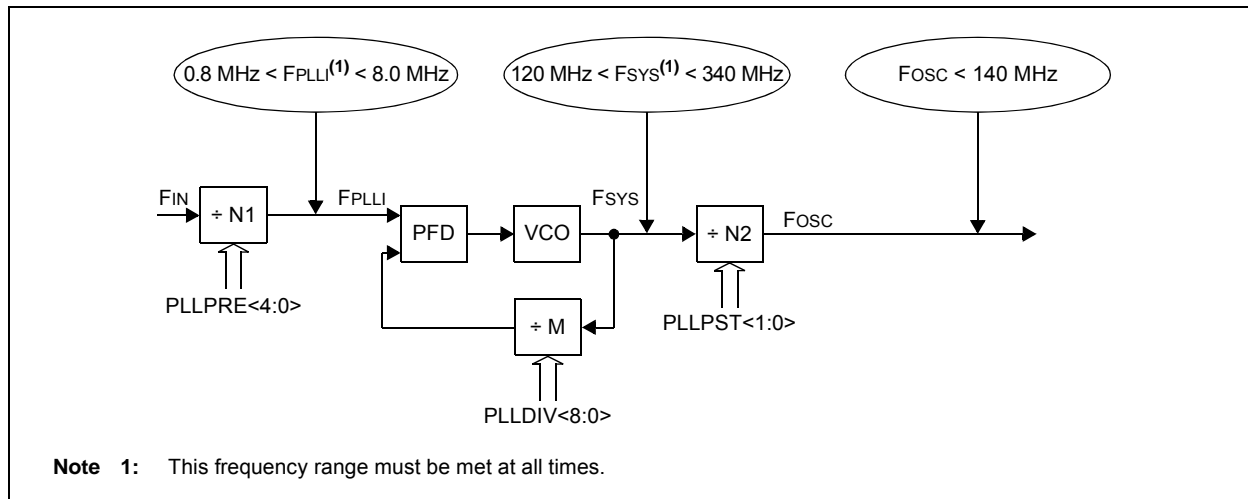 0.8 MHz < FPLLI(1) < 8.0 MHz
120 MHz < FSYS(1) < 340 MHz
FOSC < 140 MHz
FIN
÷ N1
FPLLI
PFD
VCO
FSYS
÷ N2
FOSC
PLLPRE<4:0>
÷ M
PLLPST<1:0>
PLLDIV<8:0>
Note 1: This frequency range must be met at all times.